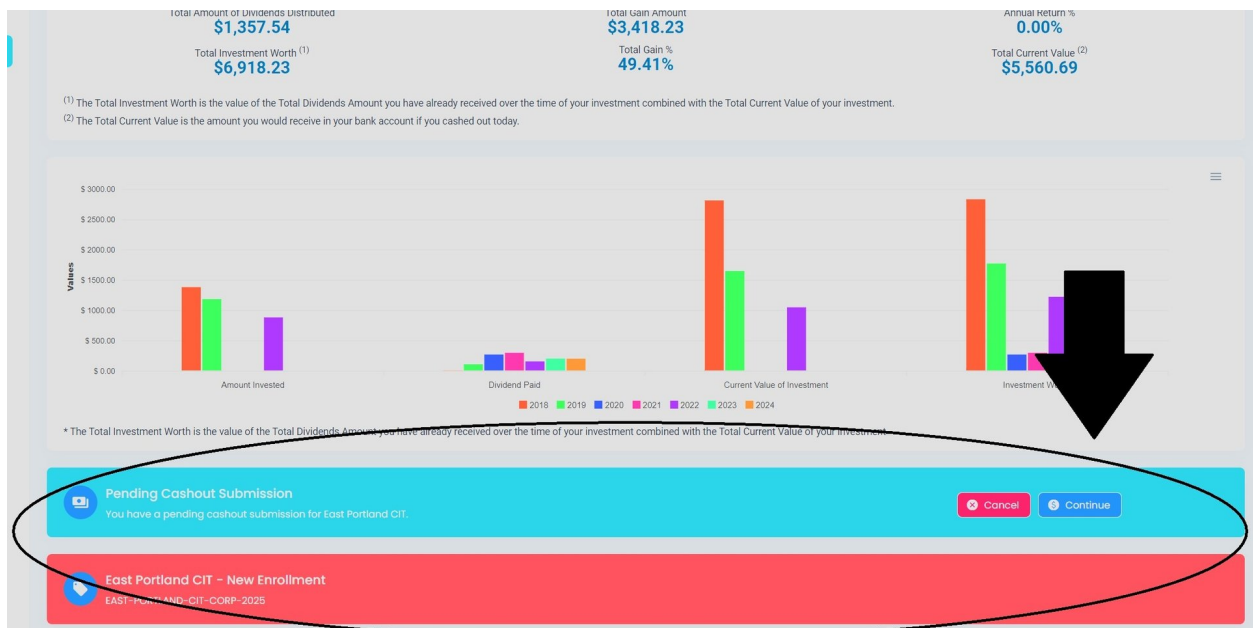 Total Amount of Dividends Distributed
$1,357.54
Total Gain Amount
$3,418.23
Annual Return %
0.00%
Total Investment Worth (1)
$6,918.23
Total Gain %
49.41%
Total Current Value (2)
$5,560.69
(1) The Total Investment Worth is the value of the Total Dividends Amount you have already received over the time of your investment combined with the Total Current Value of your investment.
(2) The Total Current Value is the amount you would receive in your bank account if you cashed out today.
$ 3000.00
$ 2500.00
$ 2000.00
$ 1500.00
$ 1000.00
$ 500.00
$ 0.00
Values
Amount Invested
Dividend Paid
Current Value of Investment
Investment
2018 2019 2020 2021 2022 2023 2024
* The Total Investment Worth is the value of the Total Dividends Amount you have already received over the time of your investment combined with the Total Current Value of your investment
Pending Cashout Submission
You have a pending cashout submission for East Portland CIT.
Cancel
Continue
East Portland CIT - New Enrollment
EAST-PORTLAND-CIT-CORP-2025